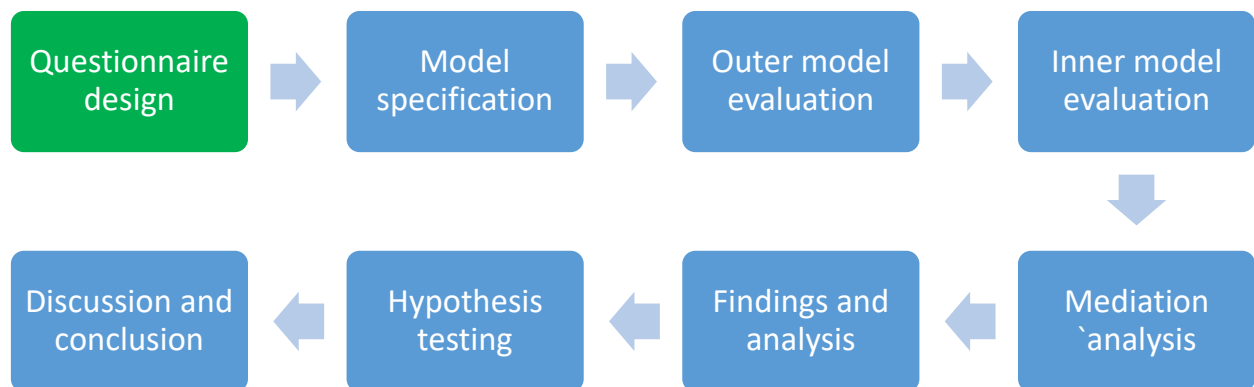 Questionnaire
design
Model
specification
Outer model
evaluation
Inner model
evaluation
Mediation
`analysis
Findings and
analysis
Hypothesis
testing
Discussion and
conclusion